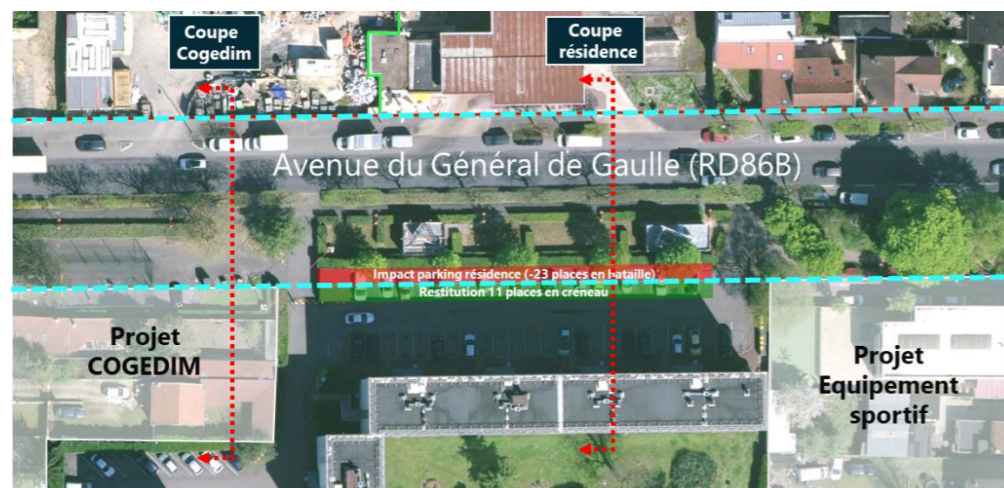 Coupe
Cogedim
Coupe
résidence
Avenue du Général de Gaulle (RD86B)
Impact parking résidence (-23 places en bataille)
Restitution 11 places en créneau
Projet
COGEDIM
Projet
Equipement
sportif